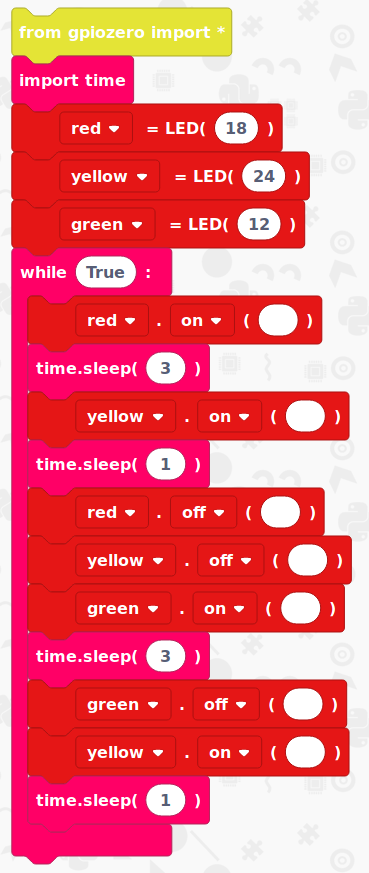 from gpiozero import *
import time
red = LED( 18 )
yellow = LED( 24 )
green = LED( 12 )
while True :
red . on ( )
time.sleep( 3 )
yellow . on ( )
time.sleep( 1 )
red . off ( )
yellow . off ( )
green . on ( )
time.sleep( 3 )
green . off ( )
yellow . on ( )
time.sleep( 1 )